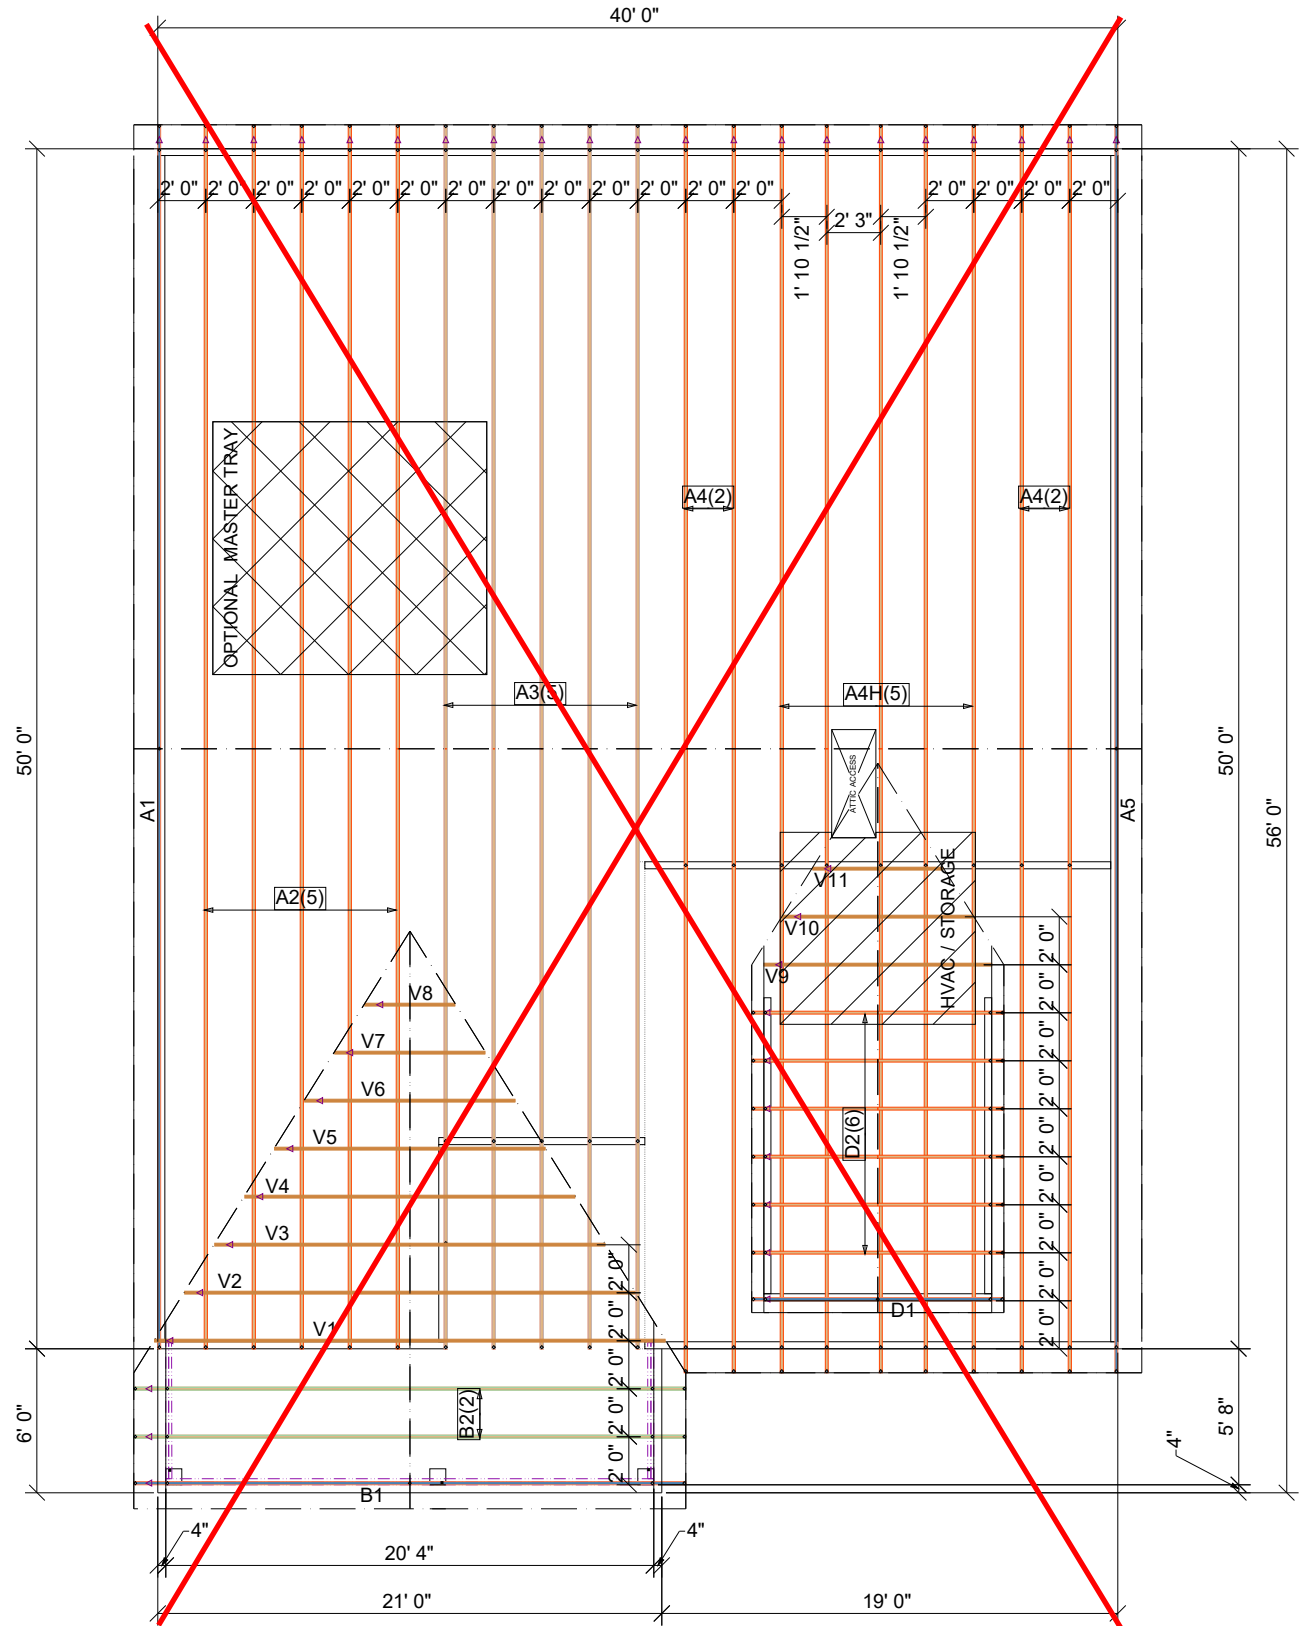 40' 0"
2' 0" 2' 0" 2' 0" 2' 0" 2' 0" 2' 0" 2' 0" 2' 0" 2' 0" 2' 0" 2' 0" 2' 0" 2' 0" 2' 0" 2' 0" 2' 0" 2' 0"
1' 10 1/2"
2' 3"
1' 10 1/2"
OPTIONAL MASTER TRAY
A4(2)
A4(2)
A3(5)
A4H(5)
50' 0"
50' 0"
56' 0"
ATTIC ACCESS
A1
A5
HVAC / STORAGE
V11
A2(5)
V10
V9
V8
V7
V6
V5
V4
V3
V2
V1
D2(6)
D1
2' 0"
2' 0"
2' 0"
2' 0"
2' 0"
2' 0"
2' 0"
2' 0"
2' 0"
2' 0"
2' 0"
2' 0"
2' 0"
2' 0"
B2(2)
B1
6' 0"
5' 8"
4"
4"
20' 4"
4"
21' 0"
19' 0"